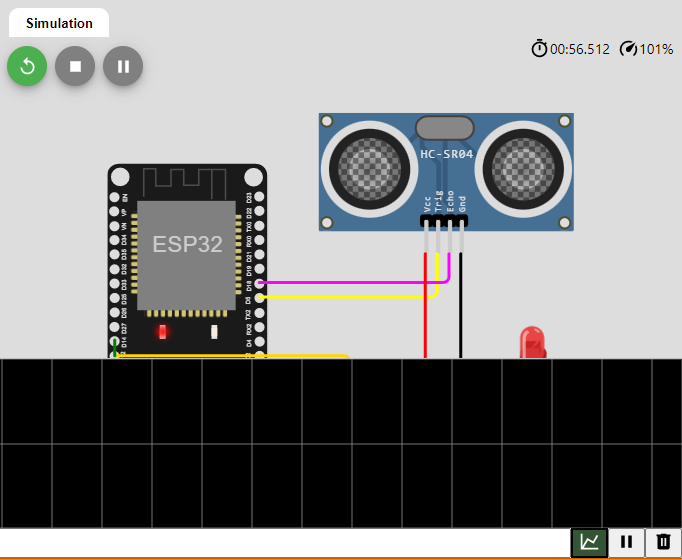 Simulation
00:56.512 101%
HC-SR04
Vcc
Trig
Echo
Gnd
ESP32
EN
VP
VN
D34
D35
D32
D33
D25
D26
D27
D14
D23
D22
TX0
RX0
D21
D19
D18
D5
TX2
RX2
D4